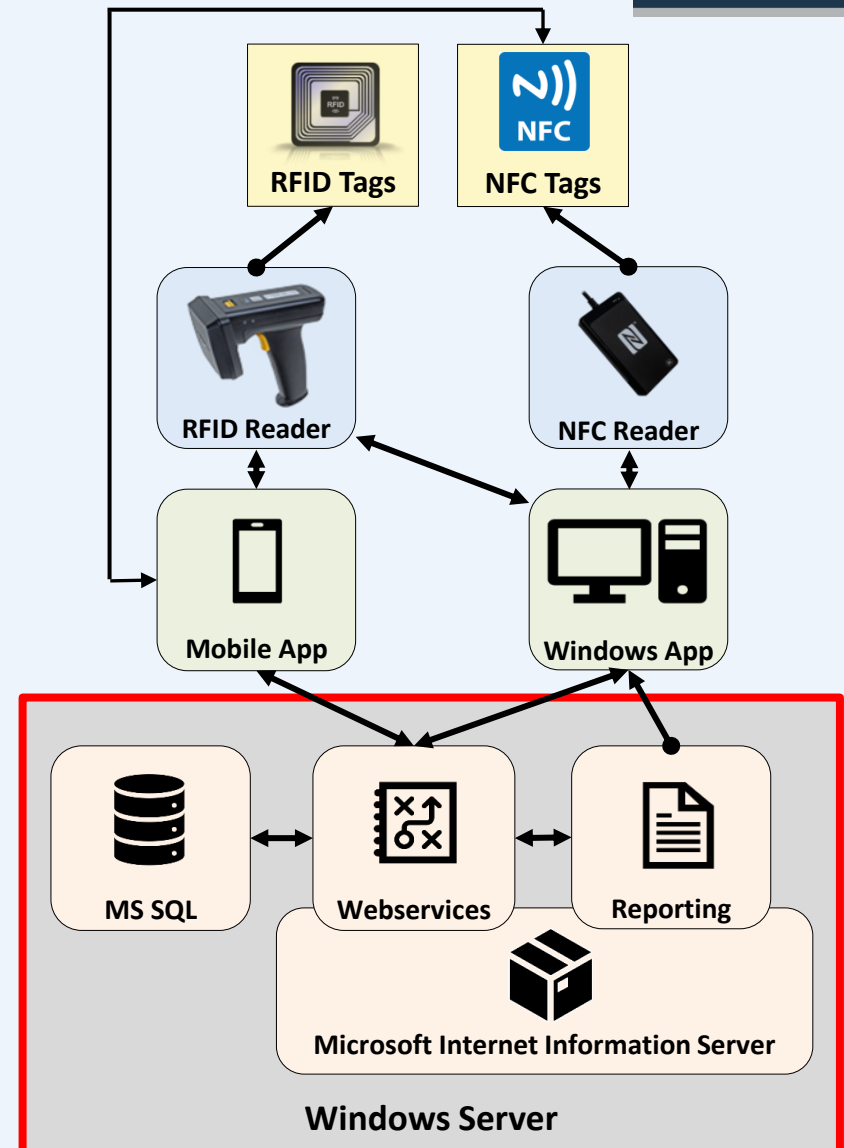 RFID
NFC
RFID Tags
NFC Tags
RFID Reader
NFC Reader
Mobile App
Windows App
MS SQL
Webservices
Reporting
Microsoft Internet Information Server
Windows Server